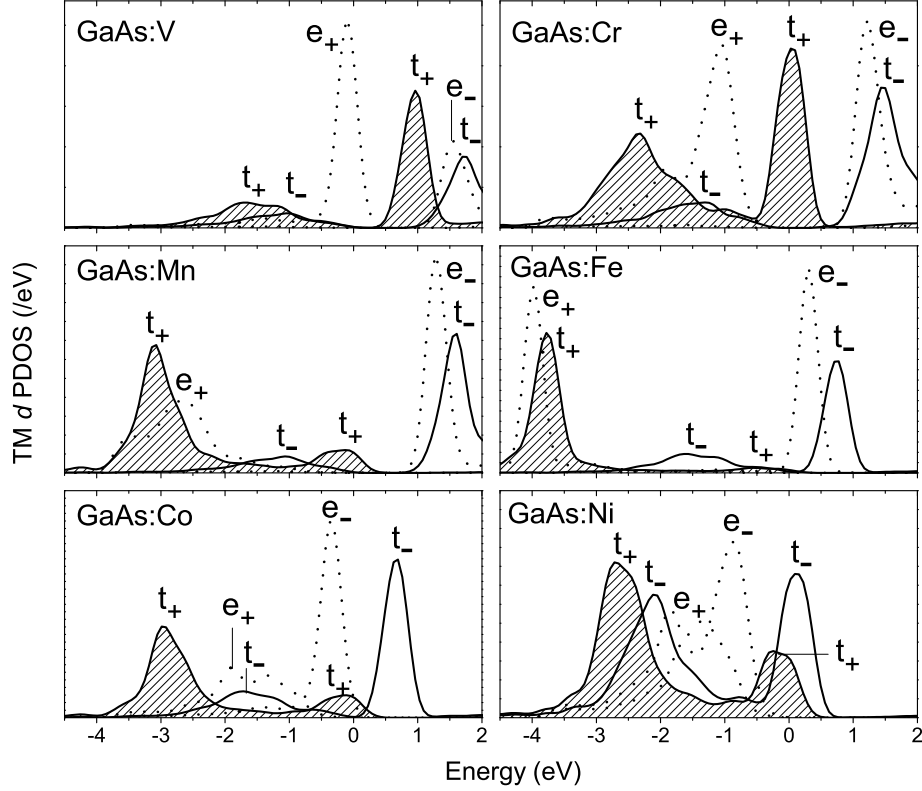 TM d PDOS (/eV)
GaAs:V
e+
t+
e-
t-
t+
t-
GaAs:Cr
e+
t+
e-
t-
t+
t-
GaAs:Mn
e-
t-
t+
e+
t-
t+
GaAs:Fe
e-
e+
t+
t-
t-
t+
GaAs:Co
e-
t-
t+
e+
t-
t+
GaAs:Ni
e-
t+
t-
t-
e+
t+
-4 -3 -2 -1 0 1 2
-4 -3 -2 -1 0 1 2
Energy (eV)